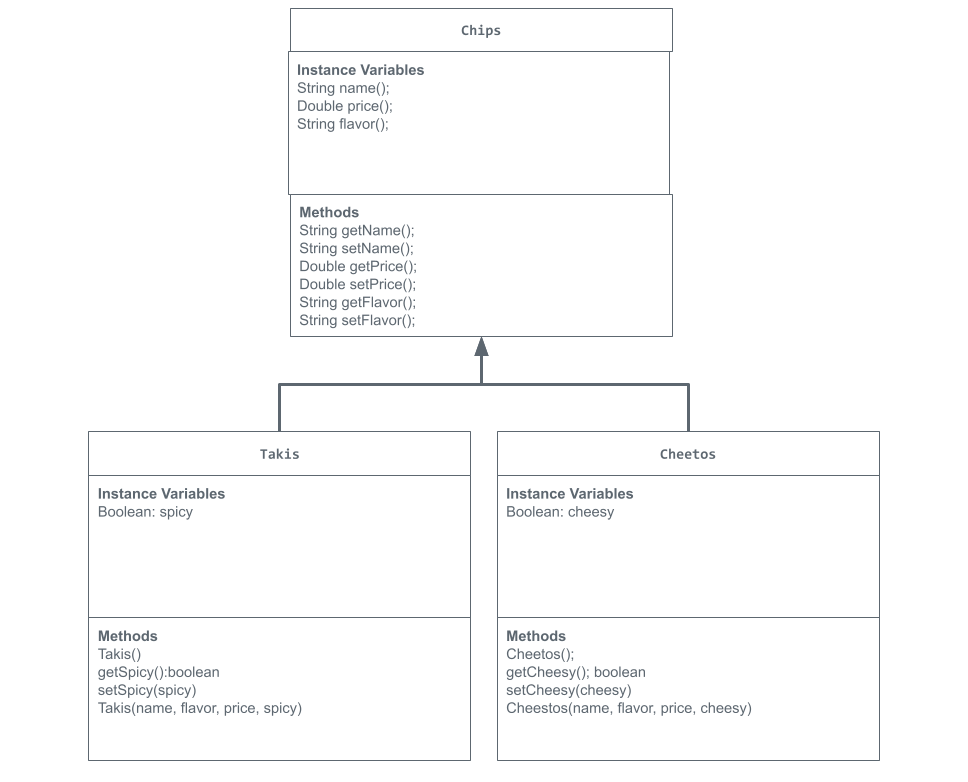 Chips
Instance Variables
String name();
Double price();
String flavor();
Methods
String getName();
String setName();
Double getPrice();
Double setPrice();
String getFlavor();
String setFlavor();
Takis
Instance Variables
Boolean: spicy
Methods
Takis()
getSpicy():boolean
setSpicy(spicy)
Takis(name, flavor, price, spicy)
Cheetos
Instance Variables
Boolean: cheesy
Methods
Cheetos();
getCheesy(); boolean
setCheesy(cheesy)
Cheestos(name, flavor, price, cheesy)